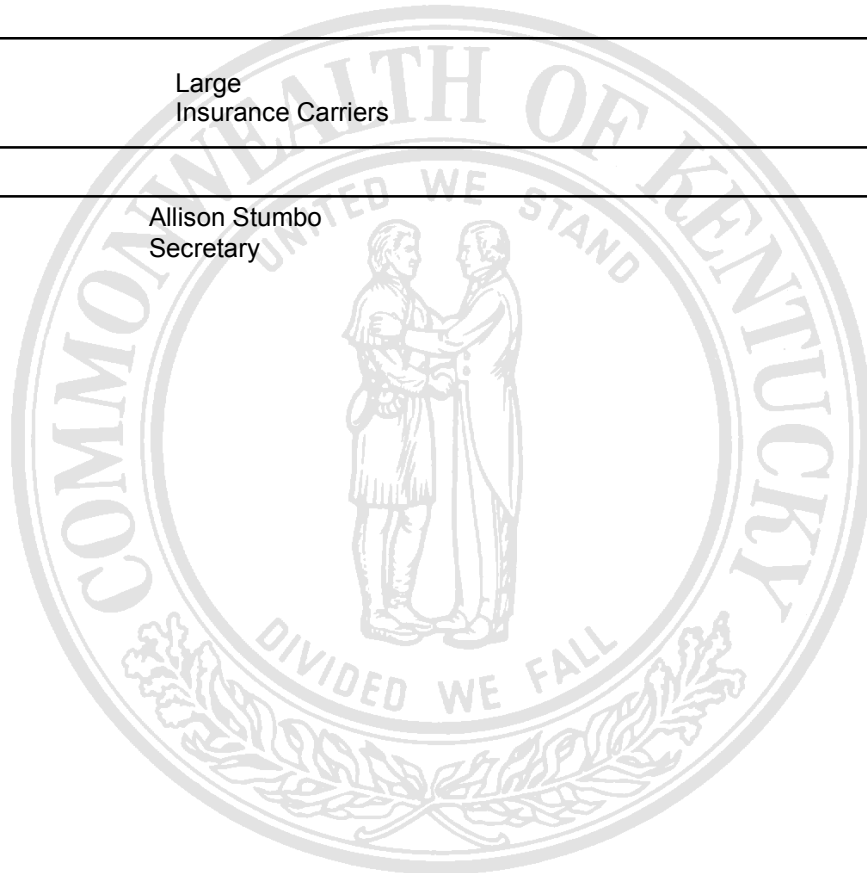 Large
Insurance Carriers
Allison Stumbo
Secretary
COMMONWEALTH OF KENTUCKY
UNITED WE STAND
DIVIDED WE FALL